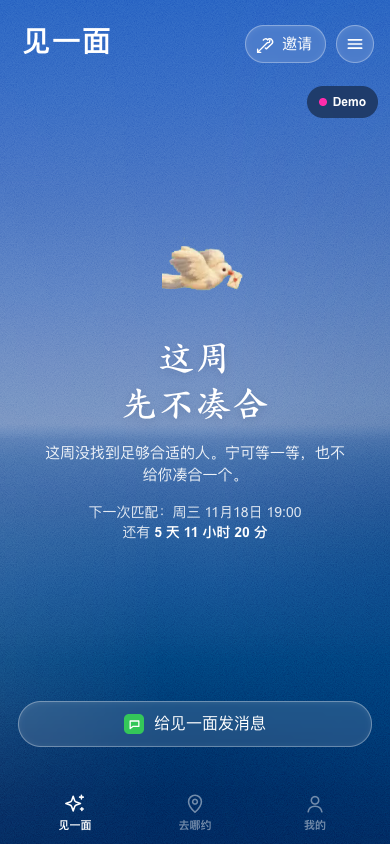 见一面
邀请
Demo
这周
先不凑合
这周没找到足够合适的人。宁可等一等，也不
给你凑合一个。
下一次匹配：周三 11月18日 19:00
还有 5 天 11 小时 20 分
给见一面发消息
见一面
去哪约
我的